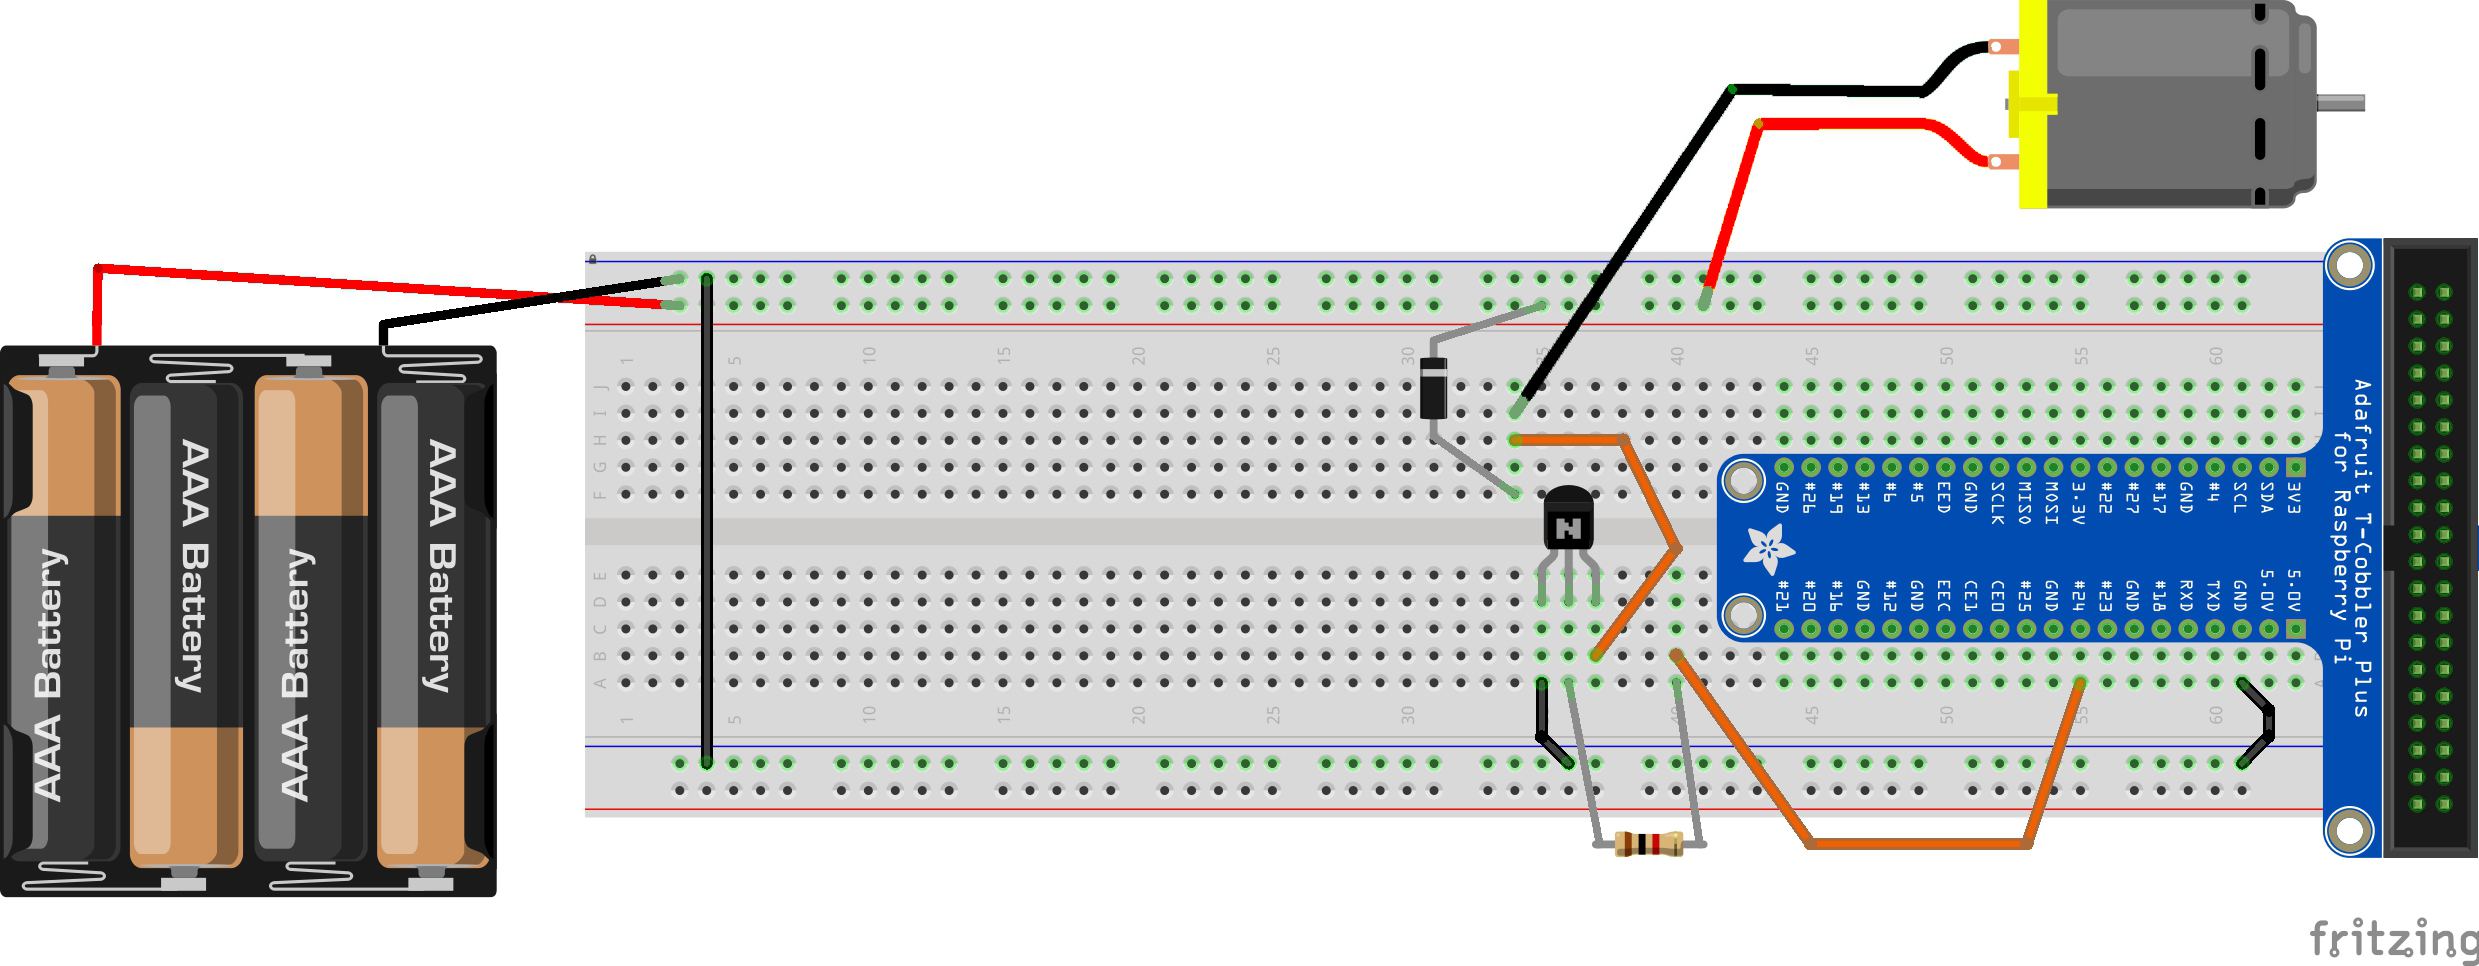 AAA Battery
AAA Battery
AAA Battery
AAA Battery
1 5 10 15 20 25 30 35 40 45 50 55 60
J
I
H
G
F
E
D
C
B
A
1 5 10 15 20 25 30 40 45 50 55 60
N
GND #26 #19 #13 #6 #5 EED GND SCLK MISO MOSI 3.3V #22 #27 #17 GND #4 SCL SDA 3V3
#21 #20 #16 GND #12 GND EEC CE1 CE0 #25 GND #24 #23 GND #18 RXD TXD GND 5.0V 5.0V
Adafruit T-Cobbler Plus
for Raspberry Pi
fritzing